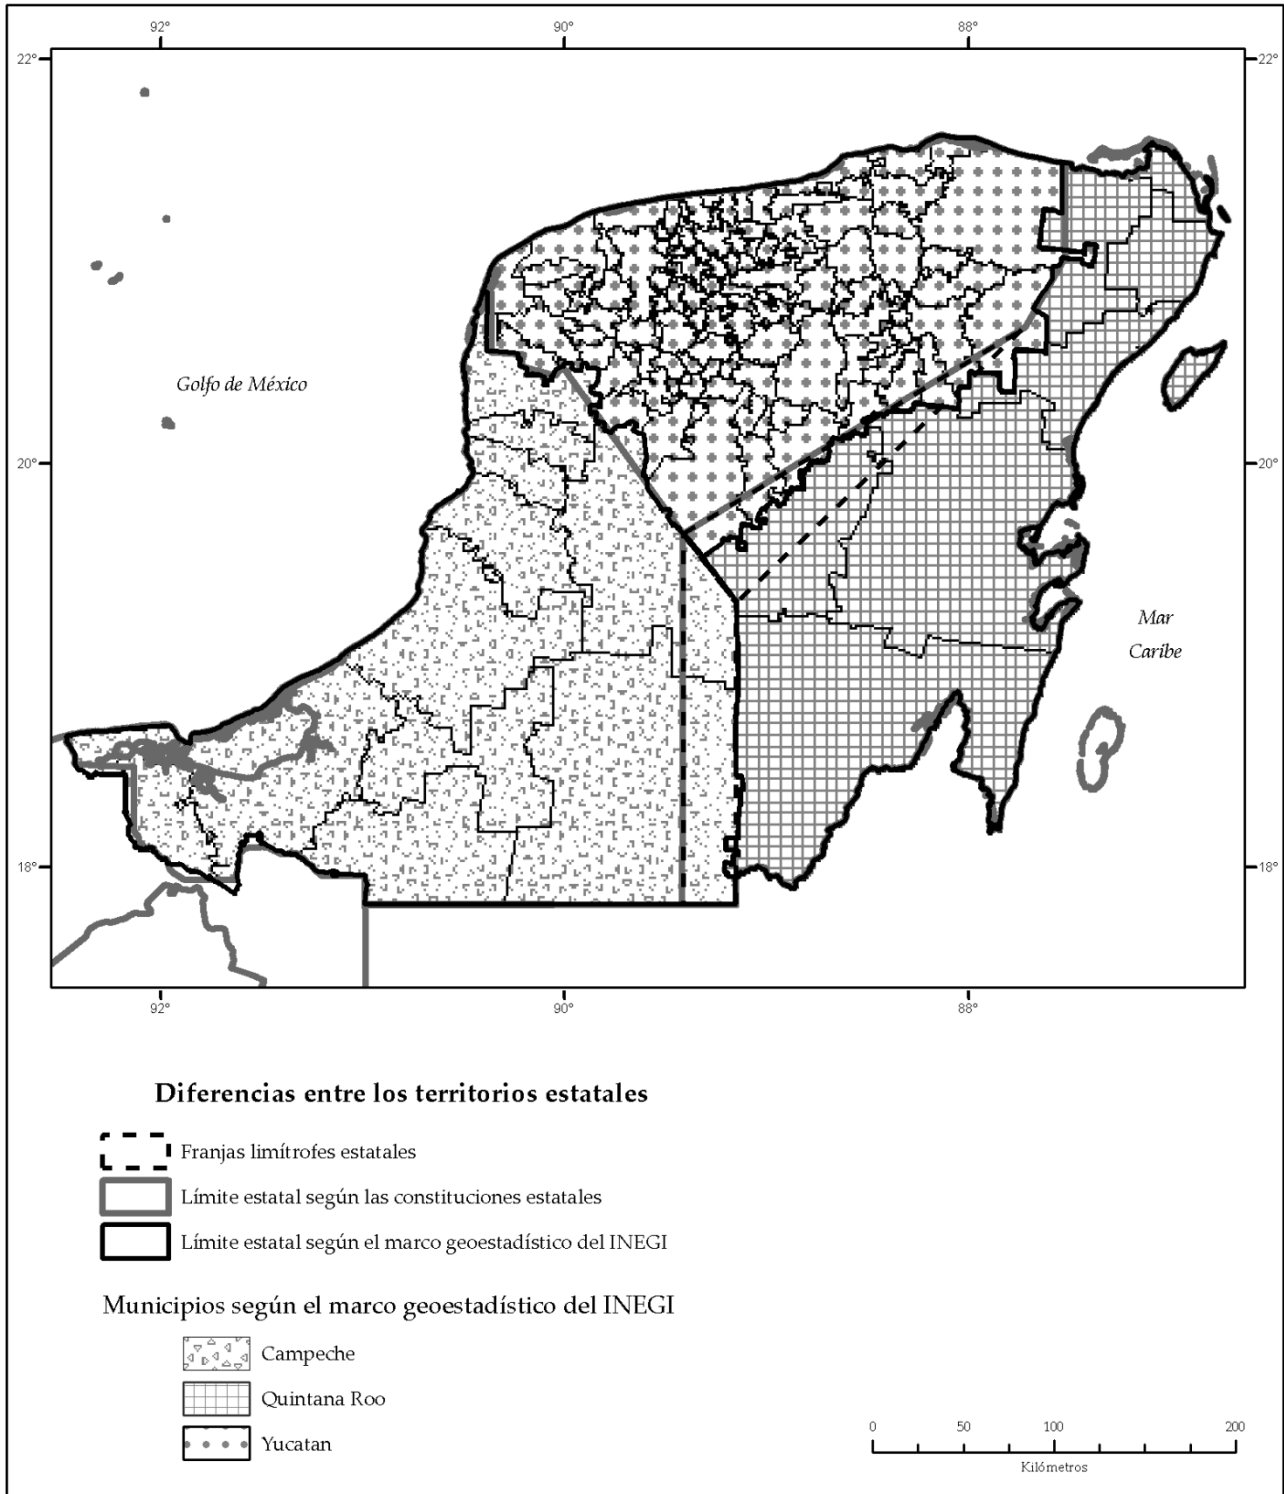 92° 90° 88°
22° 22°
Golfo de México
20° 20°
Mar
Caribe
18° 18°
92° 90° 88°
Diferencias entre los territorios estatales
Franjas limítrofes estatales
Límite estatal según las constituciones estatales
Límite estatal según el marco geoestadístico del INEGI
Municipios según el marco geoestadístico del INEGI
Campeche
Quintana Roo
Yucatan
0 50 100 200
Kilómetros